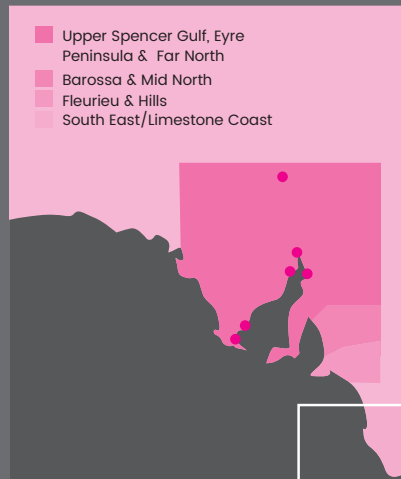 Upper Spencer Gulf, Eyre
Peninsula & Far North
Barossa & Mid North
Fleurieu & Hills
South East/Limestone Coast